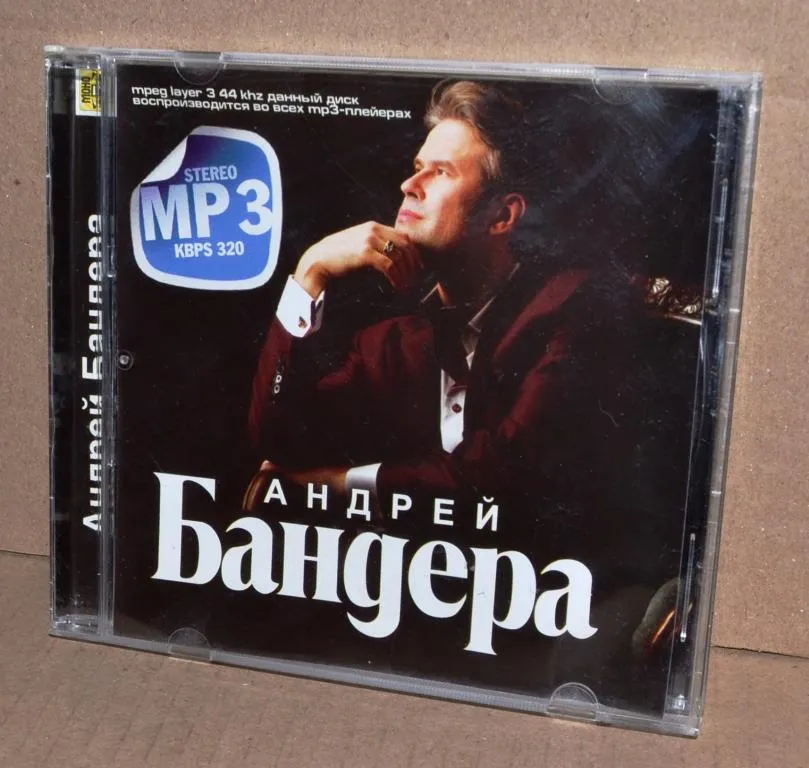 mpeg layer 3 44 khz данный диск
воспроизводится во всех mp3-плейерах
STEREO
MP3
KBPS 320
АНДРЕЙ
Бандера
Андрей Бандера
МОНО